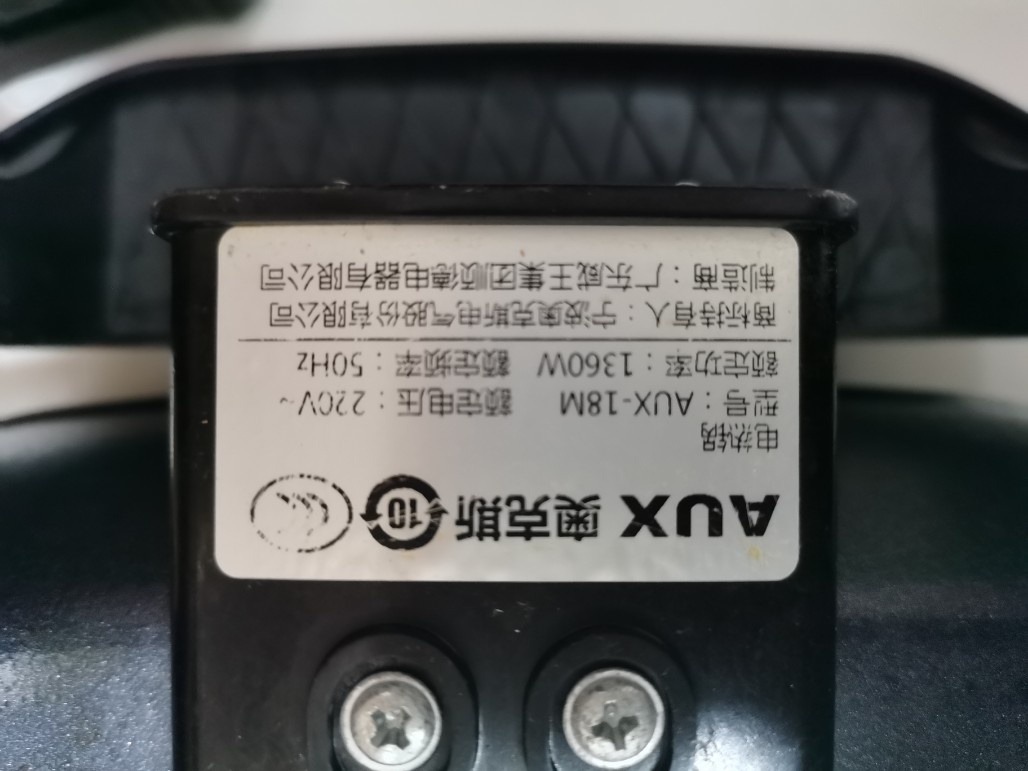 AUX 奥克斯 10
电热锅
型号：AUX-18M 额定电压：220V~
额定功率：1360W 额定频率：50Hz
商标持有人：宁波奥克斯电气股份有限公司
制造商：广东威王集团顺德电器有限公司